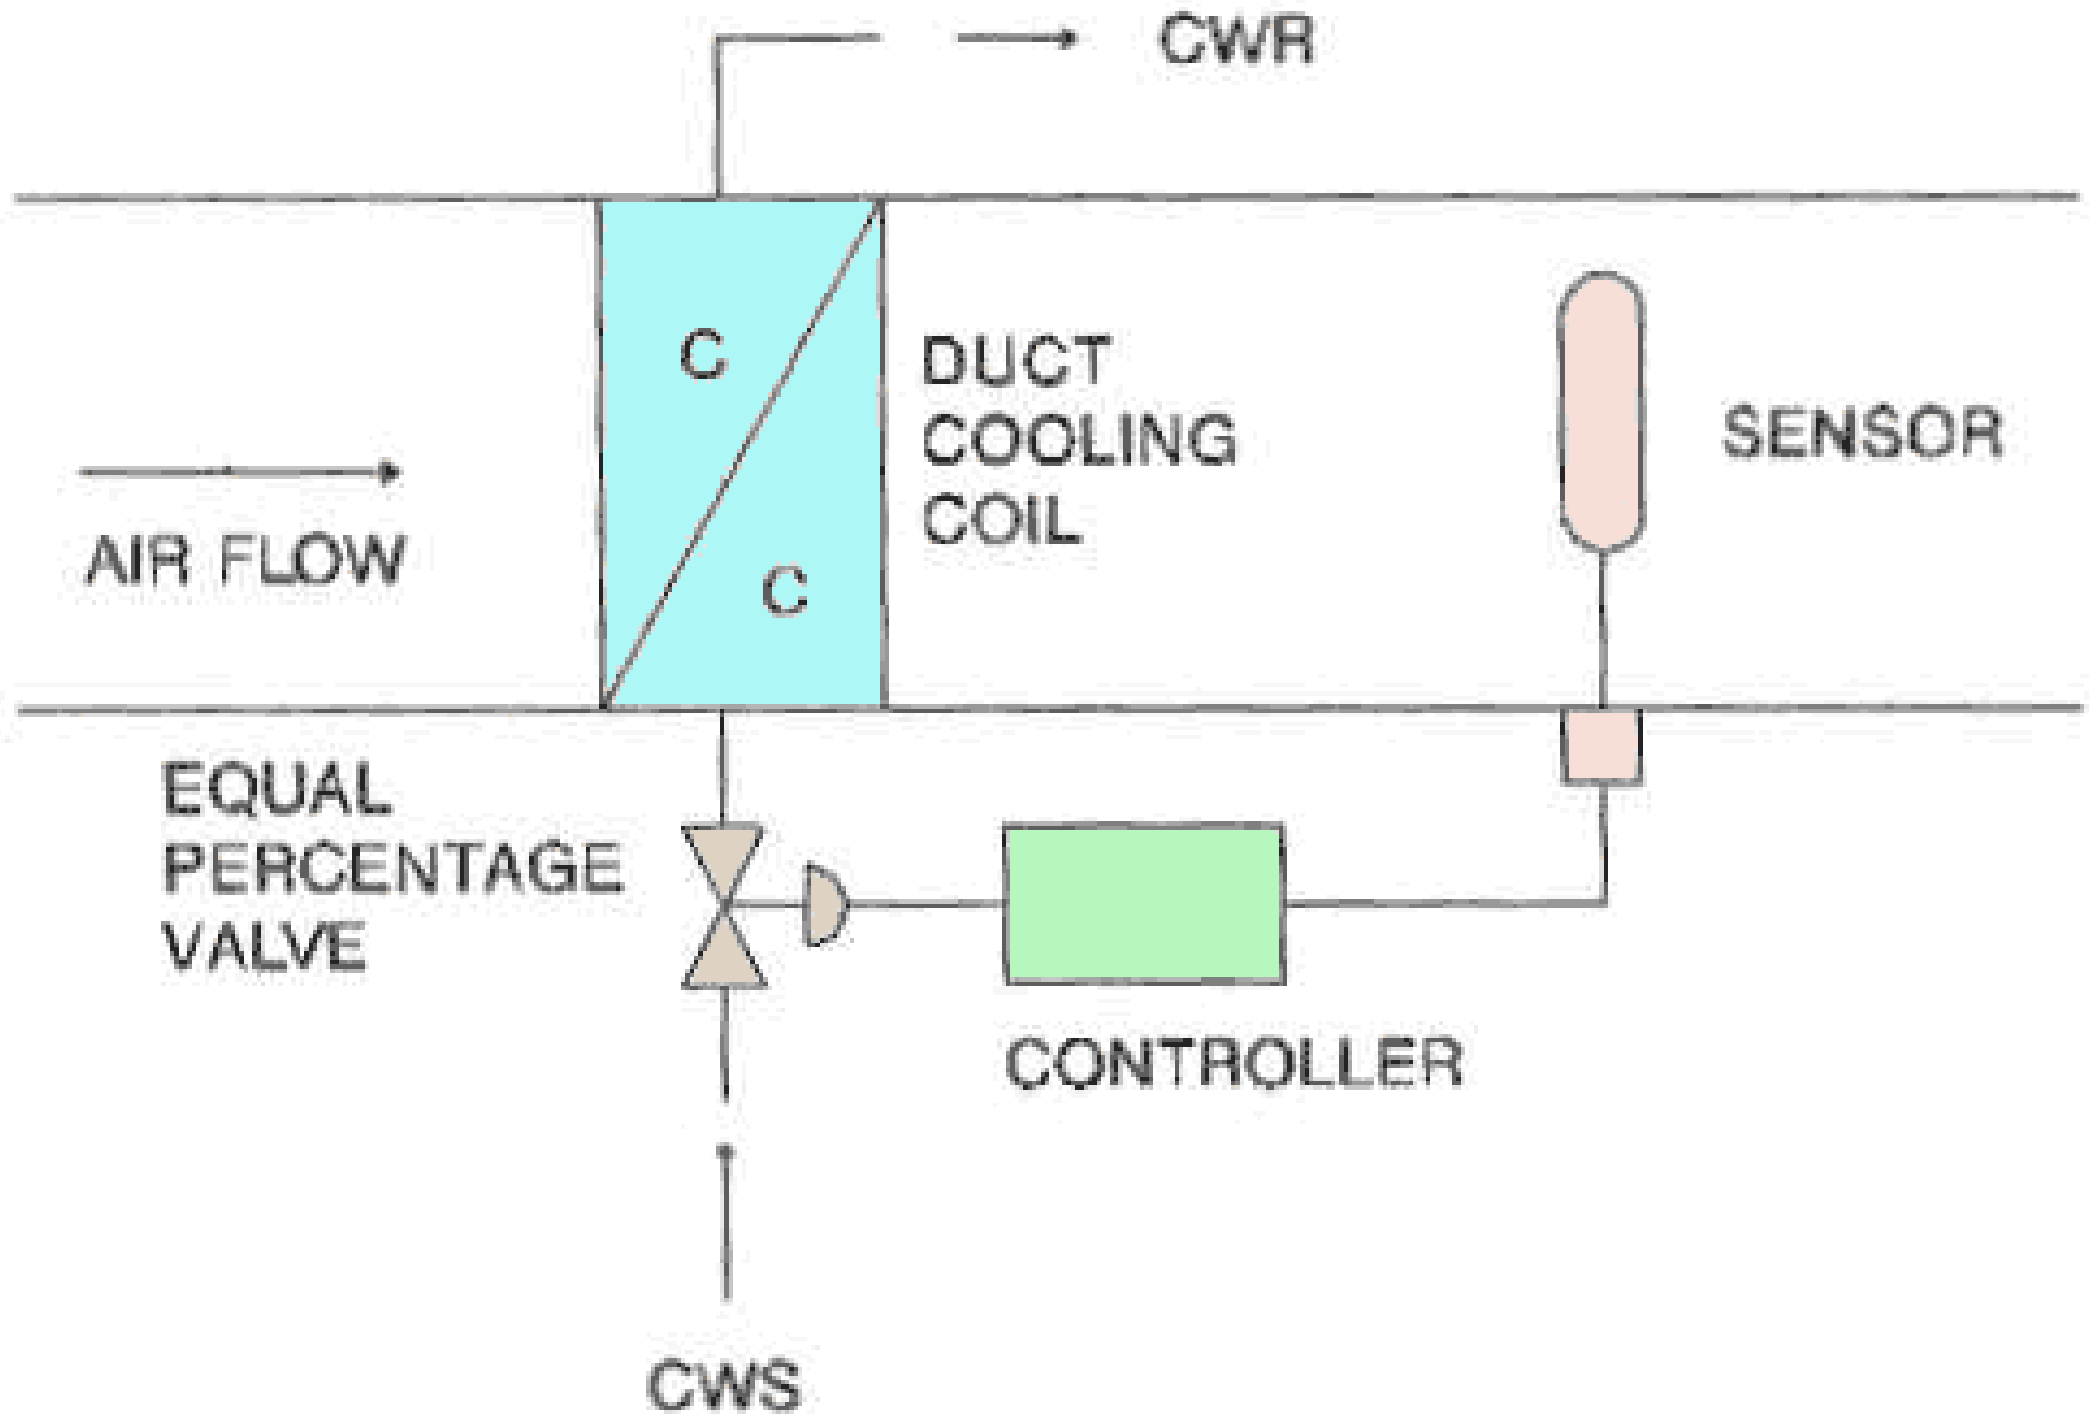 CWR
C
DUCT
COOLING
COIL
SENSOR
AIR FLOW
C
EQUAL
PERCENTAGE
VALVE
CONTROLLER
CWS